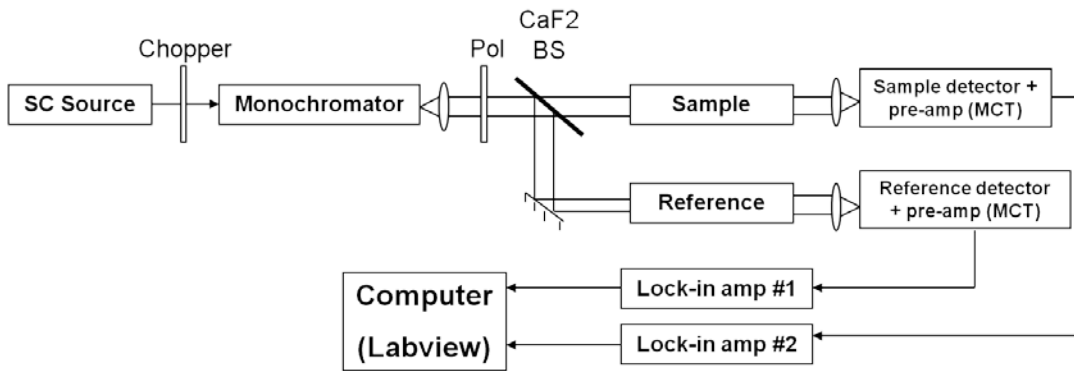 CaF2
BS
Chopper
Pol
SC Source
Monochromator
Sample
Sample detector +
pre-amp (MCT)
Reference
Reference detector
+ pre-amp (MCT)
Computer
(Labview)
Lock-in amp #1
Lock-in amp #2